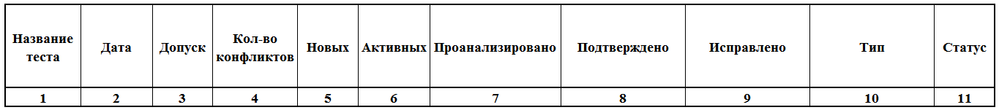 Название теста
Дата
Допуск
Кол-во конфликтов
Новых
Активных
Проанализировано
Подтверждено
Исправлено
Тип
Статус
1 2 3 4 5 6 7 8 9 10 11